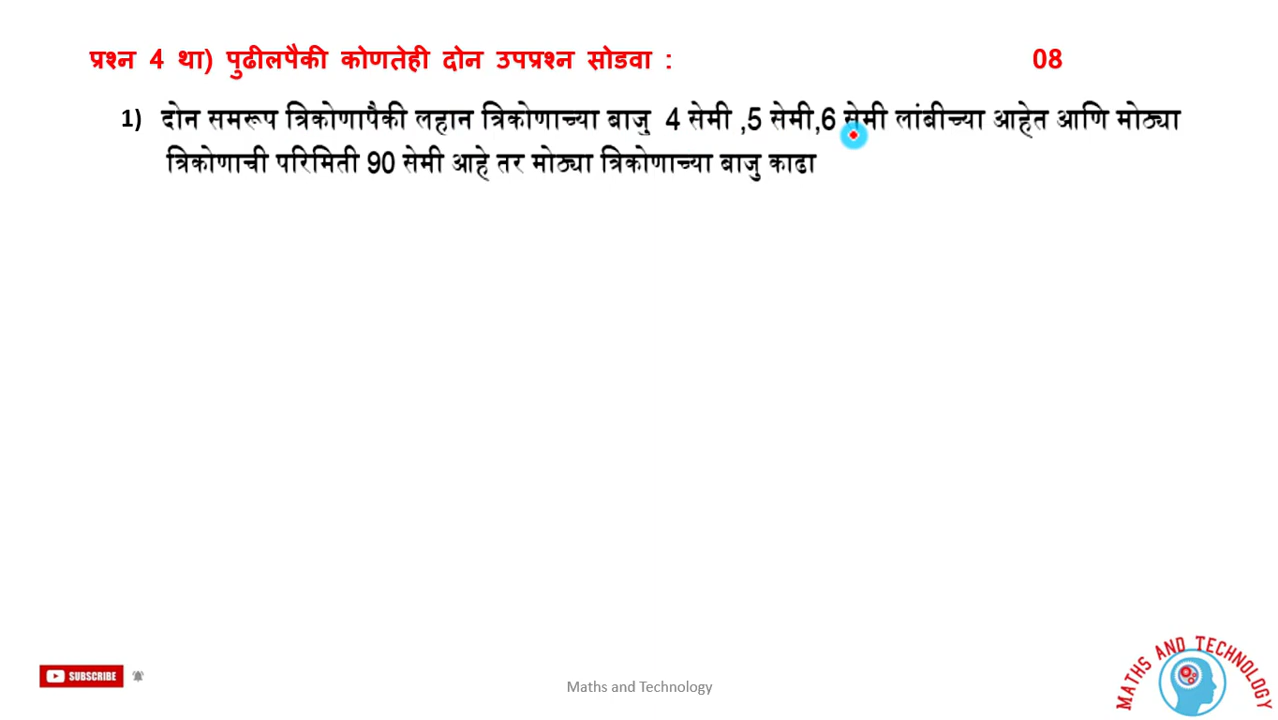 प्रश्न 4 था) पुढीलपैकी कोणतेही दोन उपप्रश्न सोडवा : 08
1) दोन समरूप त्रिकोणापैकी लहान त्रिकोणाच्या बाजु 4 सेमी ,5 सेमी,6 सेमी लांबीच्या आहेत आणि मोठ्या
त्रिकोणाची परिमिती 90 सेमी आहे तर मोठ्या त्रिकोणाच्या बाजु काढा
SUBSCRIBE
Maths and Technology
MATHS AND TECHNOLOGY